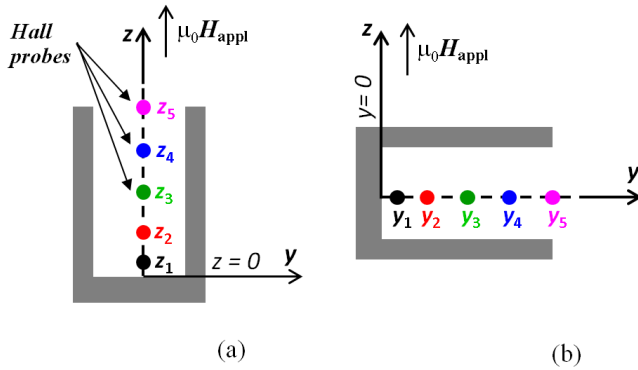 Hall
probes
z
μ₀Happl
z5
z4
z3
z2
z1
z = 0
y
(a)
z
μ₀Happl
y = 0
y
y1 y2 y3 y4 y5
(b)